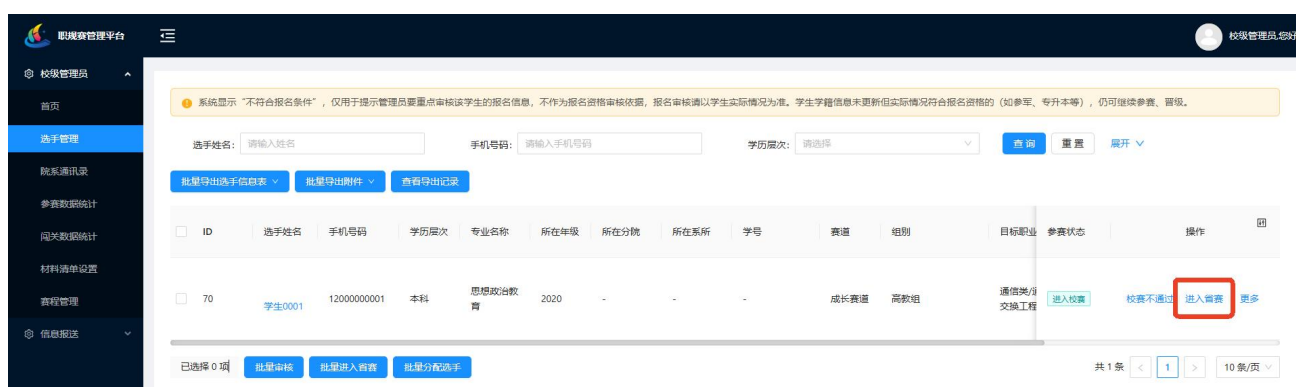 职规赛管理平台
校级管理员,您好
校级管理员
首页
选手管理
院系通讯录
参赛数据统计
闯关数据统计
材料清单设置
赛程管理
信息报送
系统显示“不符合报名条件”，仅用于提示管理员要重点审核该学生的报名信息，不作为报名资格审核依据，报名审核请以学生实际情况为准。学生学籍信息未更新但实际情况符合报名资格的（如参军、专升本等），仍可继续参赛、晋级。
选手姓名: 请输入姓名 手机号码: 请输入手机号码 学历层次: 请选择 查询 重置 展开
批量导出选手信息表 批量导出附件 查看导出记录
ID 选手姓名 手机号码 学历层次 专业名称 所在年级 所在分院 所在系所 学号 赛道 组别 目标职业 参赛状态 操作
70 学生0001 12000000001 本科 思想政治教育 2020 - - - 成长赛道 高教组 通信类/ 交换工程 进入校赛 校赛不通过 进入省赛 更多
已选择 0 项 批量审核 批量进入省赛 批量分配选手 共 1 条 < 1 > 10 条/页